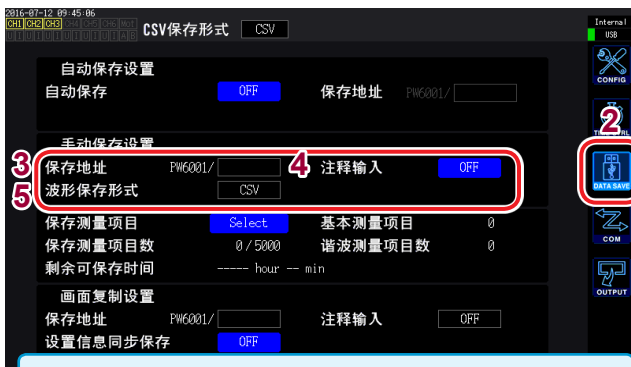 2016-07-12 09:45:06
CH1 CH2 CH3 CH4 CH5 CH6 Mot
U I U I U I U I U I U I A B
CSV保存形式 CSV
Internal
USB
自动保存设置
自动保存 OFF 保存地址 PW6001/
CONFIG
2
手动保存设置
3 保存地址 PW6001/ 4 注释输入 OFF
5 波形保存形式 CSV
DATA SAVE
保存测量项目 Select 基本测量项目 0
保存测量项目数 0/5000 谐波测量项目数 0
COM
剩余可保存时间 ----- hour -- min
画面复制设置
OUTPUT
保存地址 PW6001/ 注释输入 OFF
设置信息同步保存 OFF